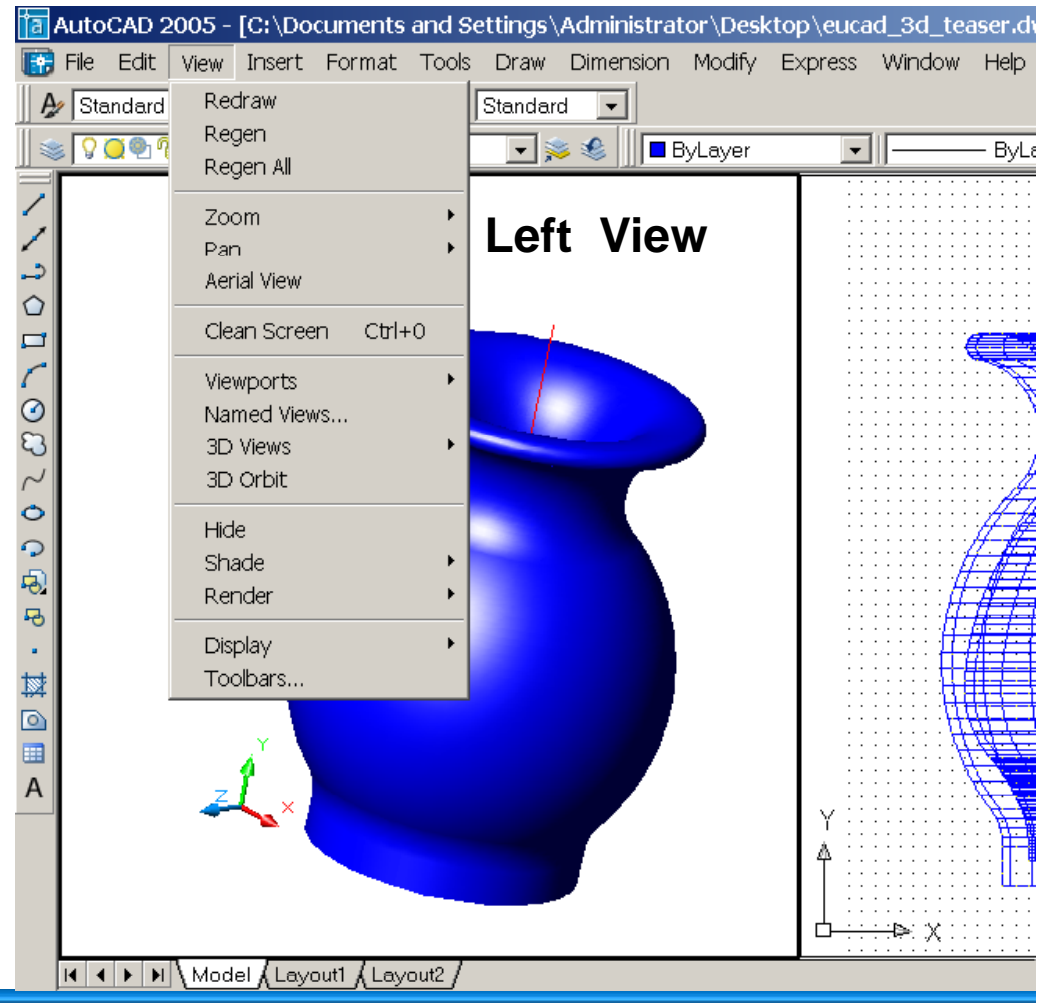 AutoCAD 2005 - [C:\Documents and Settings\Administrator\Desktop\eucad_3d_teaser.d
File Edit View Insert Format Tools Draw Dimension Modify Express Window Help
Standard Standard
ByLayer ByLa
Redraw
Regen
Regen All
Zoom
Pan
Aerial View
Clean Screen Ctrl+0
Viewports
Named Views...
3D Views
3D Orbit
Hide
Shade
Render
Display
Toolbars...
Left View
Y
Z
X
Y
X
A
Model Layout1 Layout2